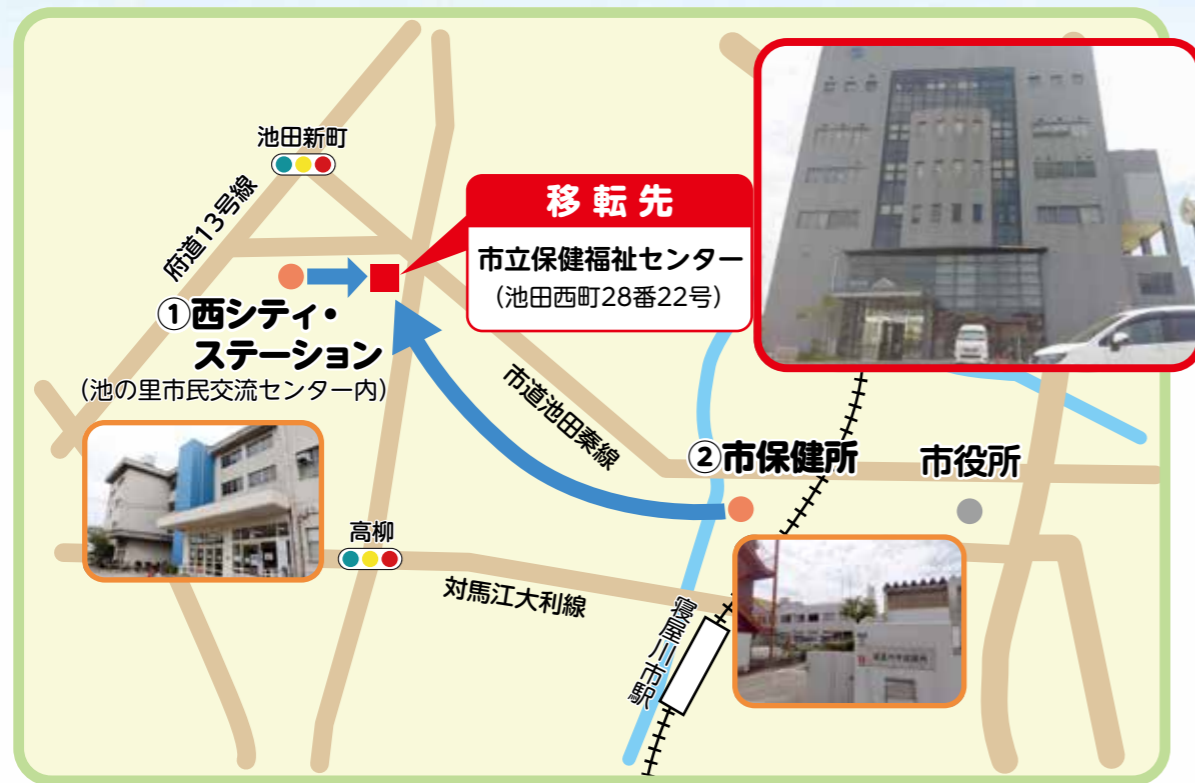 池田新町
府道13号線
移転先
市立保健福祉センター
(池田西町28番22号)
①西シティ・
ステーション
(池の里市民交流センター内)
市道池田秦線
②市保健所
市役所
高柳
対馬江大利線
寝屋川市駅